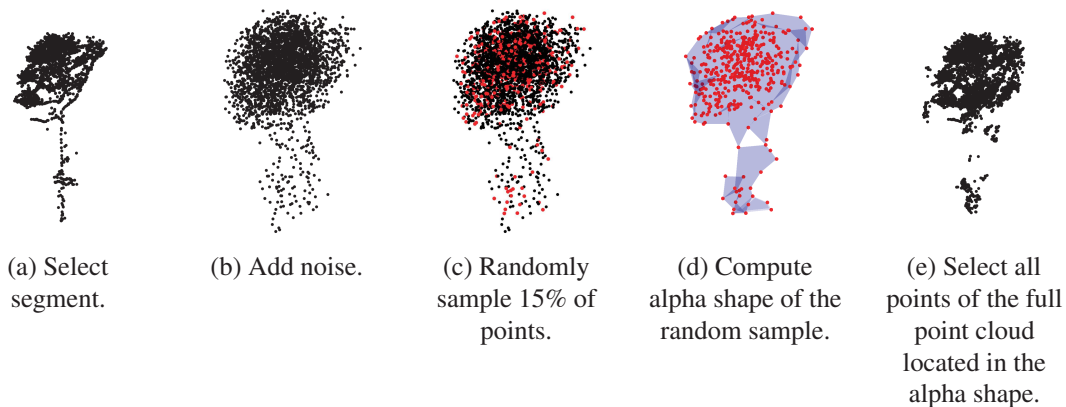 (a) Select
segment.
(b) Add noise.
(c) Randomly
sample 15% of
points.
(d) Compute
alpha shape of the
random sample.
(e) Select all
points of the full
point cloud
located in the
alpha shape.